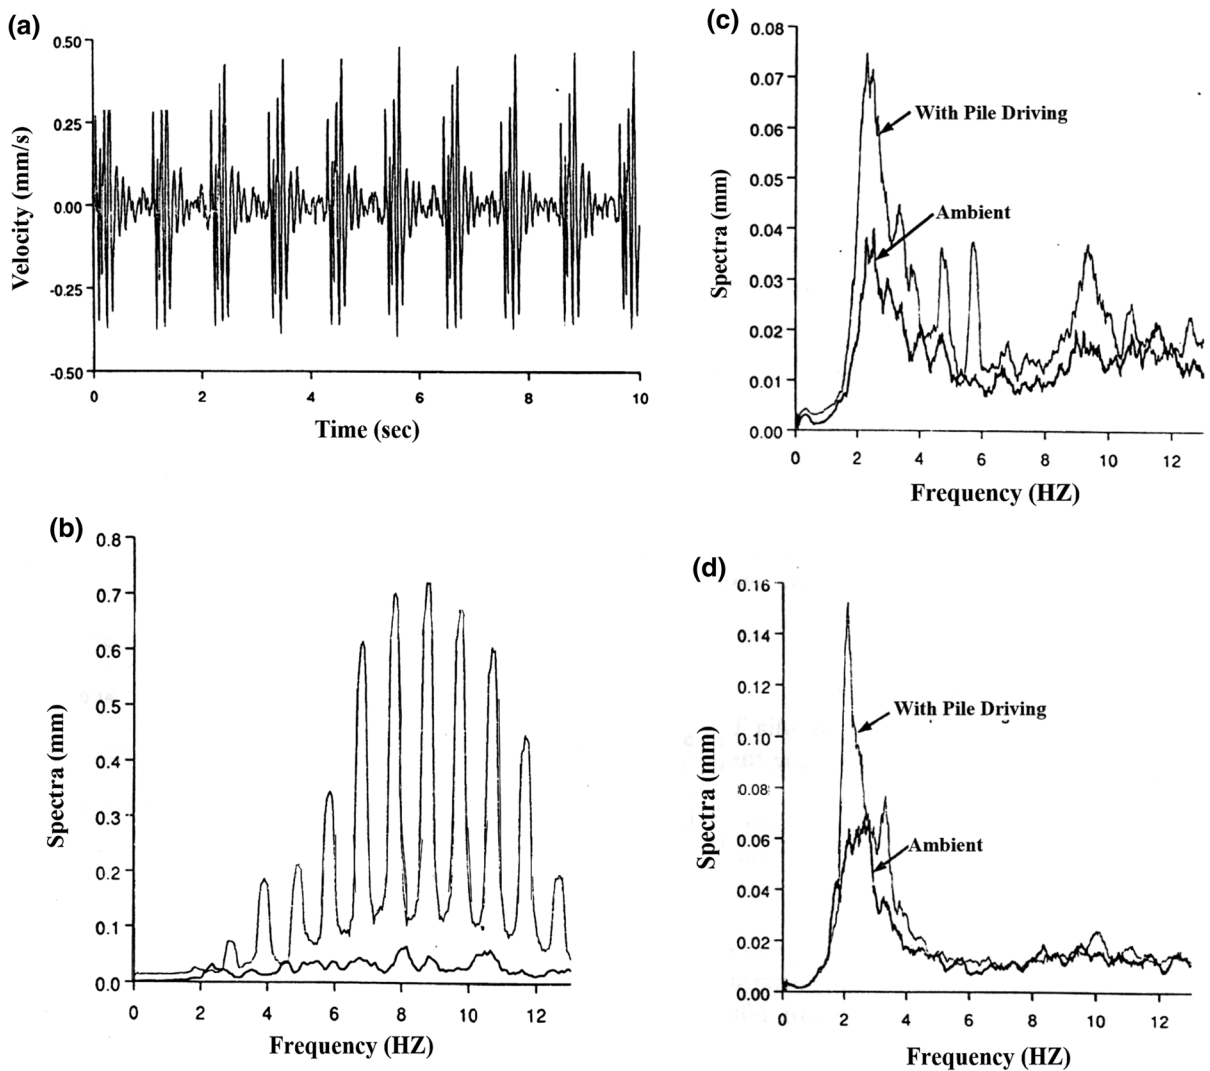 (a)
0.50
0.25
0.00
-0.25
-0.50
Velocity (mm/s)
0 2 4 6 8 10
Time (sec)
(b)
0.8
0.7
0.6
0.5
0.4
0.3
0.2
0.1
0.0
Spectra (mm)
0 2 4 6 8 10 12
Frequency (HZ)
(c)
0.08
0.07
0.06
0.05
0.04
0.03
0.02
0.01
0.00
Spectra (mm)
With Pile Driving
Ambient
0 2 4 6 8 10 12
Frequency (HZ)
(d)
0.16
0.14
0.12
0.10
0.08
0.06
0.04
0.02
0.00
Spectra (mm)
With Pile Driving
Ambient
0 2 4 6 8 10 12
Frequency (HZ)